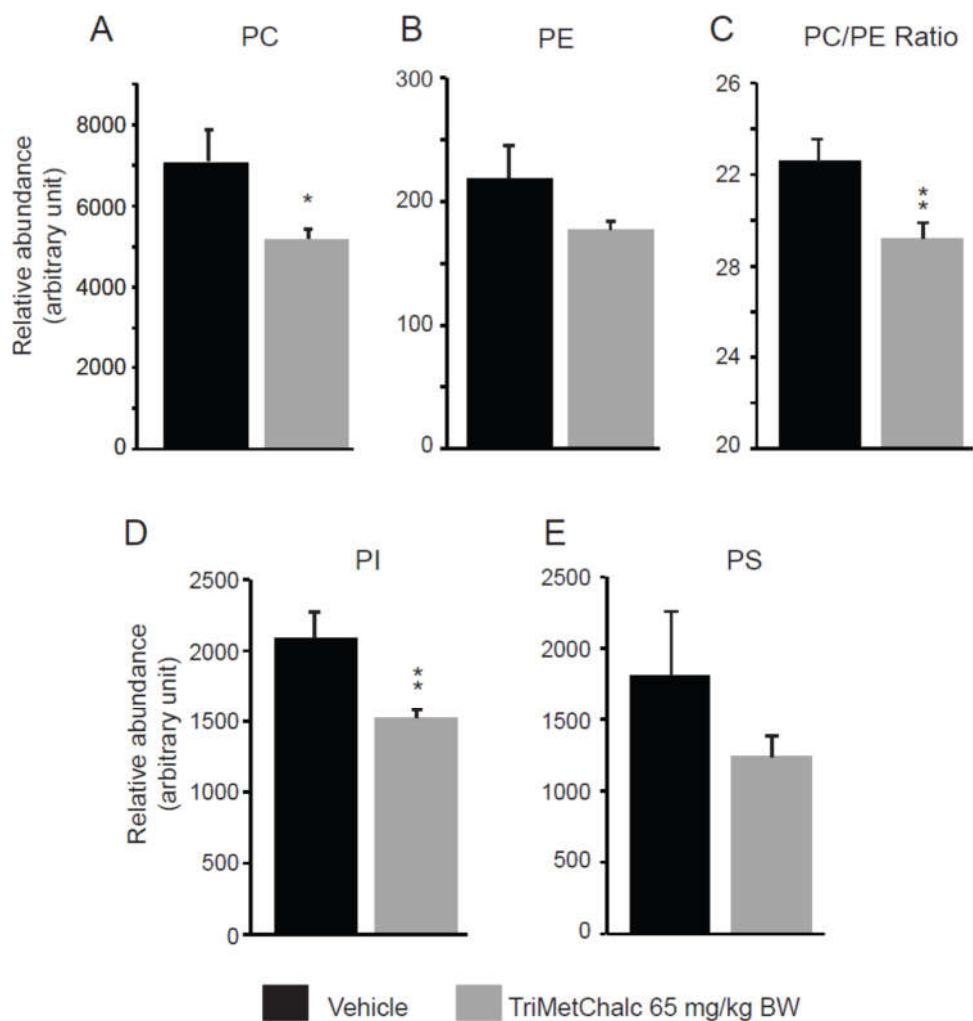 A
PC
B
PE
C
PC/PE Ratio
Relative abundance
(arbitrary unit)
8000
6000
4000
2000
0
*
300
200
100
0
26
22
28
24
20
*
*
D
PI
E
PS
Relative abundance
(arbitrary unit)
2500
2000
1500
1000
500
0
*
*
2500
2000
1500
1000
500
0
Vehicle
TriMetChalc 65 mg/kg BW